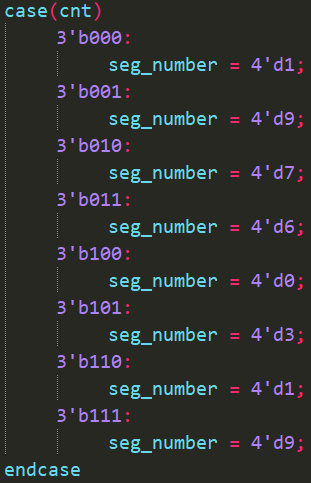 case(cnt)
3'b000:
seg_number = 4'd1;
3'b001:
seg_number = 4'd9;
3'b010:
seg_number = 4'd7;
3'b011:
seg_number = 4'd6;
3'b100:
seg_number = 4'd0;
3'b101:
seg_number = 4'd3;
3'b110:
seg_number = 4'd1;
3'b111:
seg_number = 4'd9;
endcase